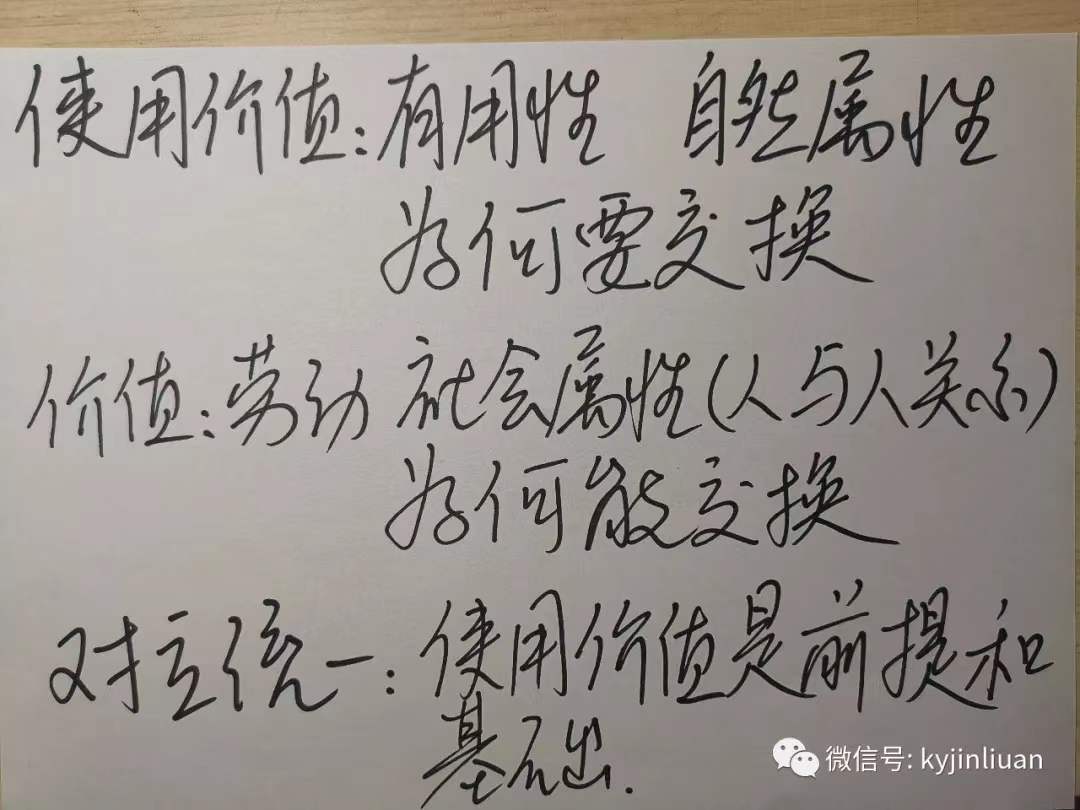 使用价值:有用性 自然属性
为何要交换
价值:劳动 社会属性(人与人关系)
为何能交换
对立统一:使用价值是前提和
基础.
微信号: kyjinliuan